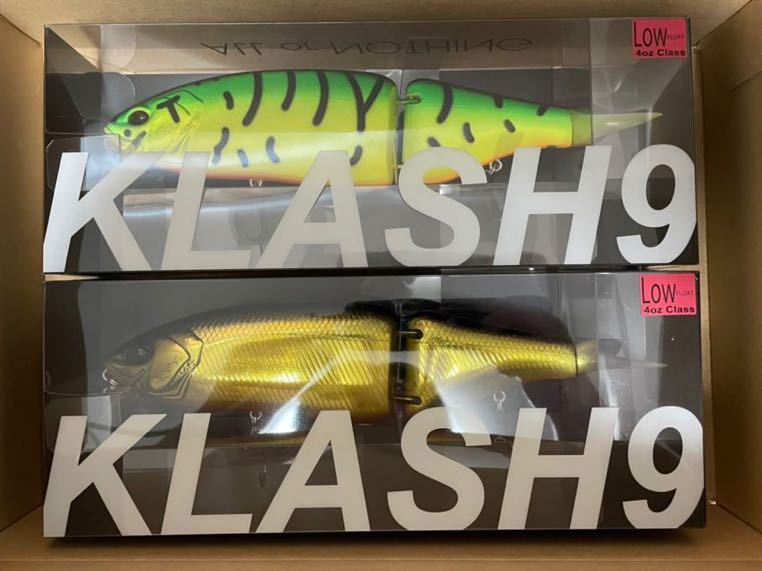 ALL or NOTHING
LOW FLOAT
4oz Class
KLASH9
LOW FLOAT
4oz Class
KLASH9